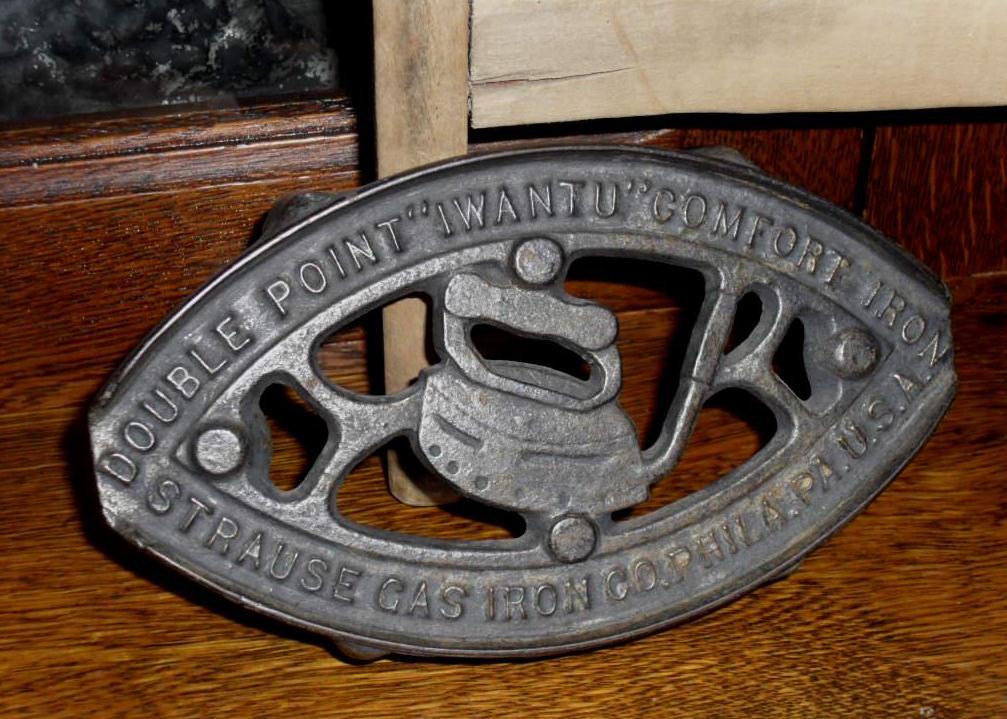 DOUBLE POINT "IWANTU" COMFORT IRON
STRAUSE GAS IRON CO. PHILA. PA. U.S.A.